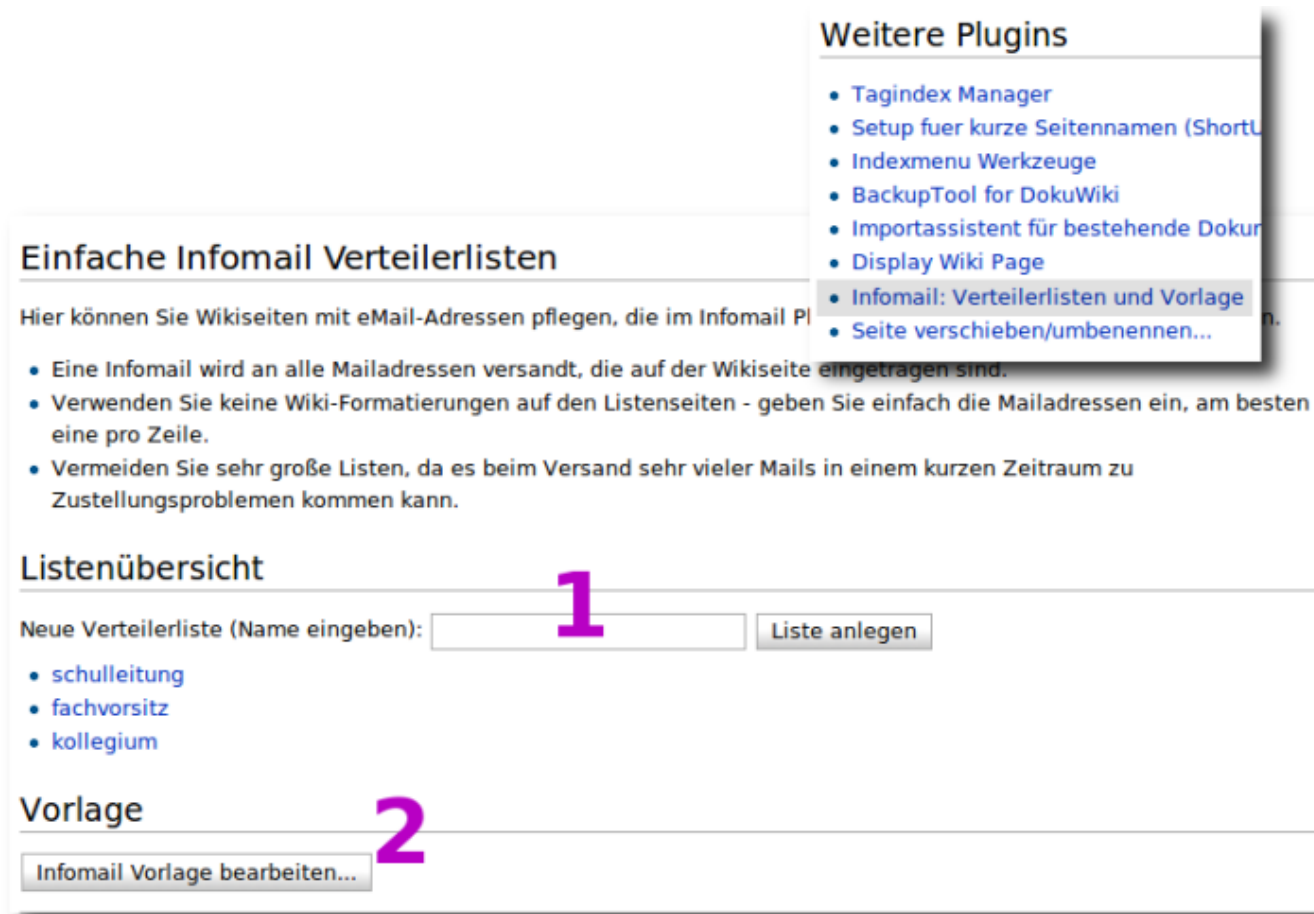 Weitere Plugins
Tagindex Manager
Setup fuer kurze Seitennamen (ShortU
Indexmenu Werkzeuge
BackupTool for DokuWiki
Importassistent für bestehende Dokum
Display Wiki Page
Infomail: Verteilerlisten und Vorlage
Seite verschieben/umbenennen...
Einfache Infomail Verteilerlisten
Hier können Sie Wikiseiten mit eMail-Adressen pflegen, die im Infomail Pl n.
Eine Infomail wird an alle Mailadressen versandt, die auf der Wikiseite eingetragen sind.
Verwenden Sie keine Wiki-Formatierungen auf den Listenseiten - geben Sie einfach die Mailadressen ein, am besten
eine pro Zeile.
Vermeiden Sie sehr große Listen, da es beim Versand sehr vieler Mails in einem kurzen Zeitraum zu
Zustellungsproblemen kommen kann.
Listenübersicht
1
Neue Verteilerliste (Name eingeben): Liste anlegen
schulleitung
fachvorsitz
kollegium
Vorlage
2
Infomail Vorlage bearbeiten...